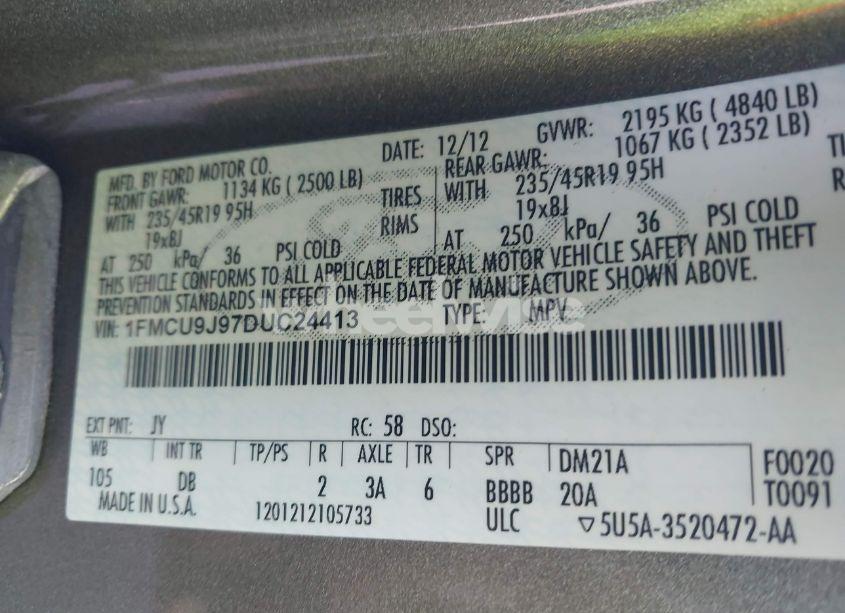 MFD. BY FORD MOTOR CO.
DATE: 12/12
GVWR: 2195 KG ( 4840 LB)
FRONT GAWR: 1134 KG ( 2500 LB)
REAR GAWR: 1067 KG ( 2352 LB)
WITH 235/45R19 95H TIRES WITH 235/45R19 95H
19x8J RIMS 19x8J
AT 250 kPa/ 36 PSI COLD AT 250 kPa/ 36 PSI COLD
THIS VEHICLE CONFORMS TO ALL APPLICABLE FEDERAL MOTOR VEHICLE SAFETY AND THEFT
PREVENTION STANDARDS IN EFFECT ON THE DATE OF MANUFACTURE SHOWN ABOVE.
VIN: 1FMCU9J97DUC24413 TYPE: MPV
EXT PNT: JY RC: 58 DSO:
WB INT TR TP/PS R AXLE TR SPR DM21A F0020
105 DB 2 3A 6 BBBB 20A T0091
MADE IN U.S.A. 1201212105733 ULC ▽5U5A-3520472-AA